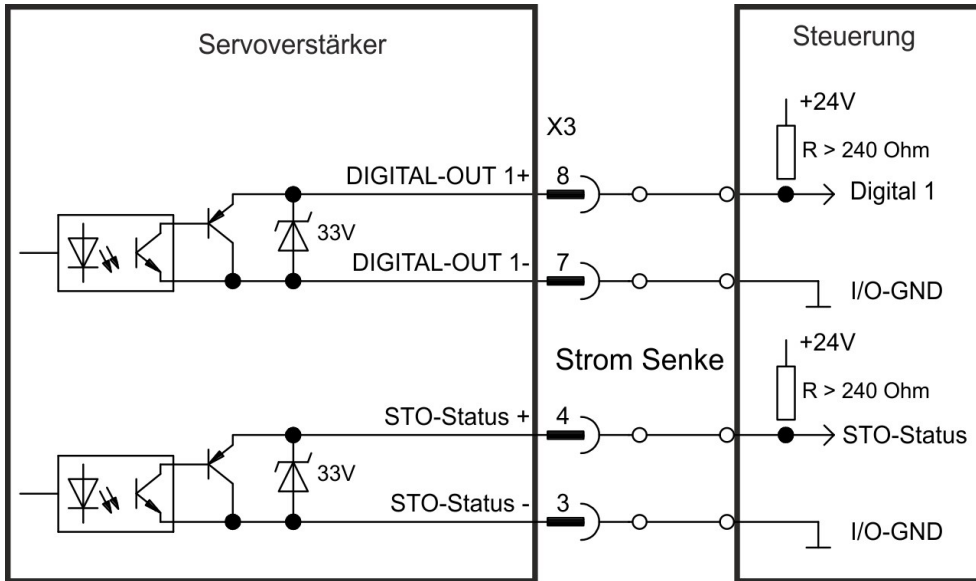 Servoverstärker
Steuerung
+24V
X3
R > 240 Ohm
DIGITAL-OUT 1+
8
Digital 1
33V
DIGITAL-OUT 1-
7
I/O-GND
+24V
Strom Senke
R > 240 Ohm
STO-Status +
4
STO-Status
33V
STO-Status -
3
I/O-GND